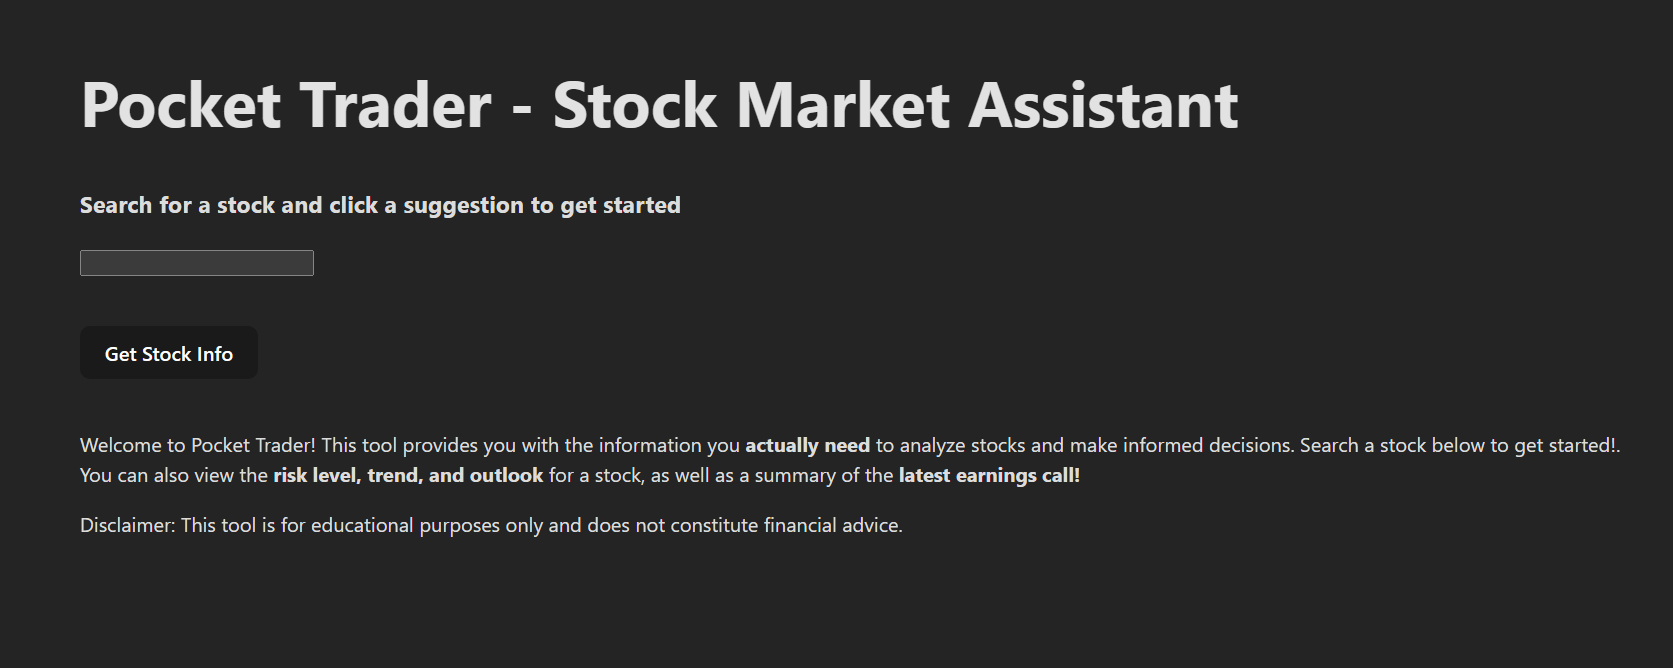 Pocket Trader - Stock Market Assistant
Search for a stock and click a suggestion to get started
Get Stock Info
Welcome to Pocket Trader! This tool provides you with the information you actually need to analyze stocks and make informed decisions. Search a stock below to get started!.
You can also view the risk level, trend, and outlook for a stock, as well as a summary of the latest earnings call!
Disclaimer: This tool is for educational purposes only and does not constitute financial advice.